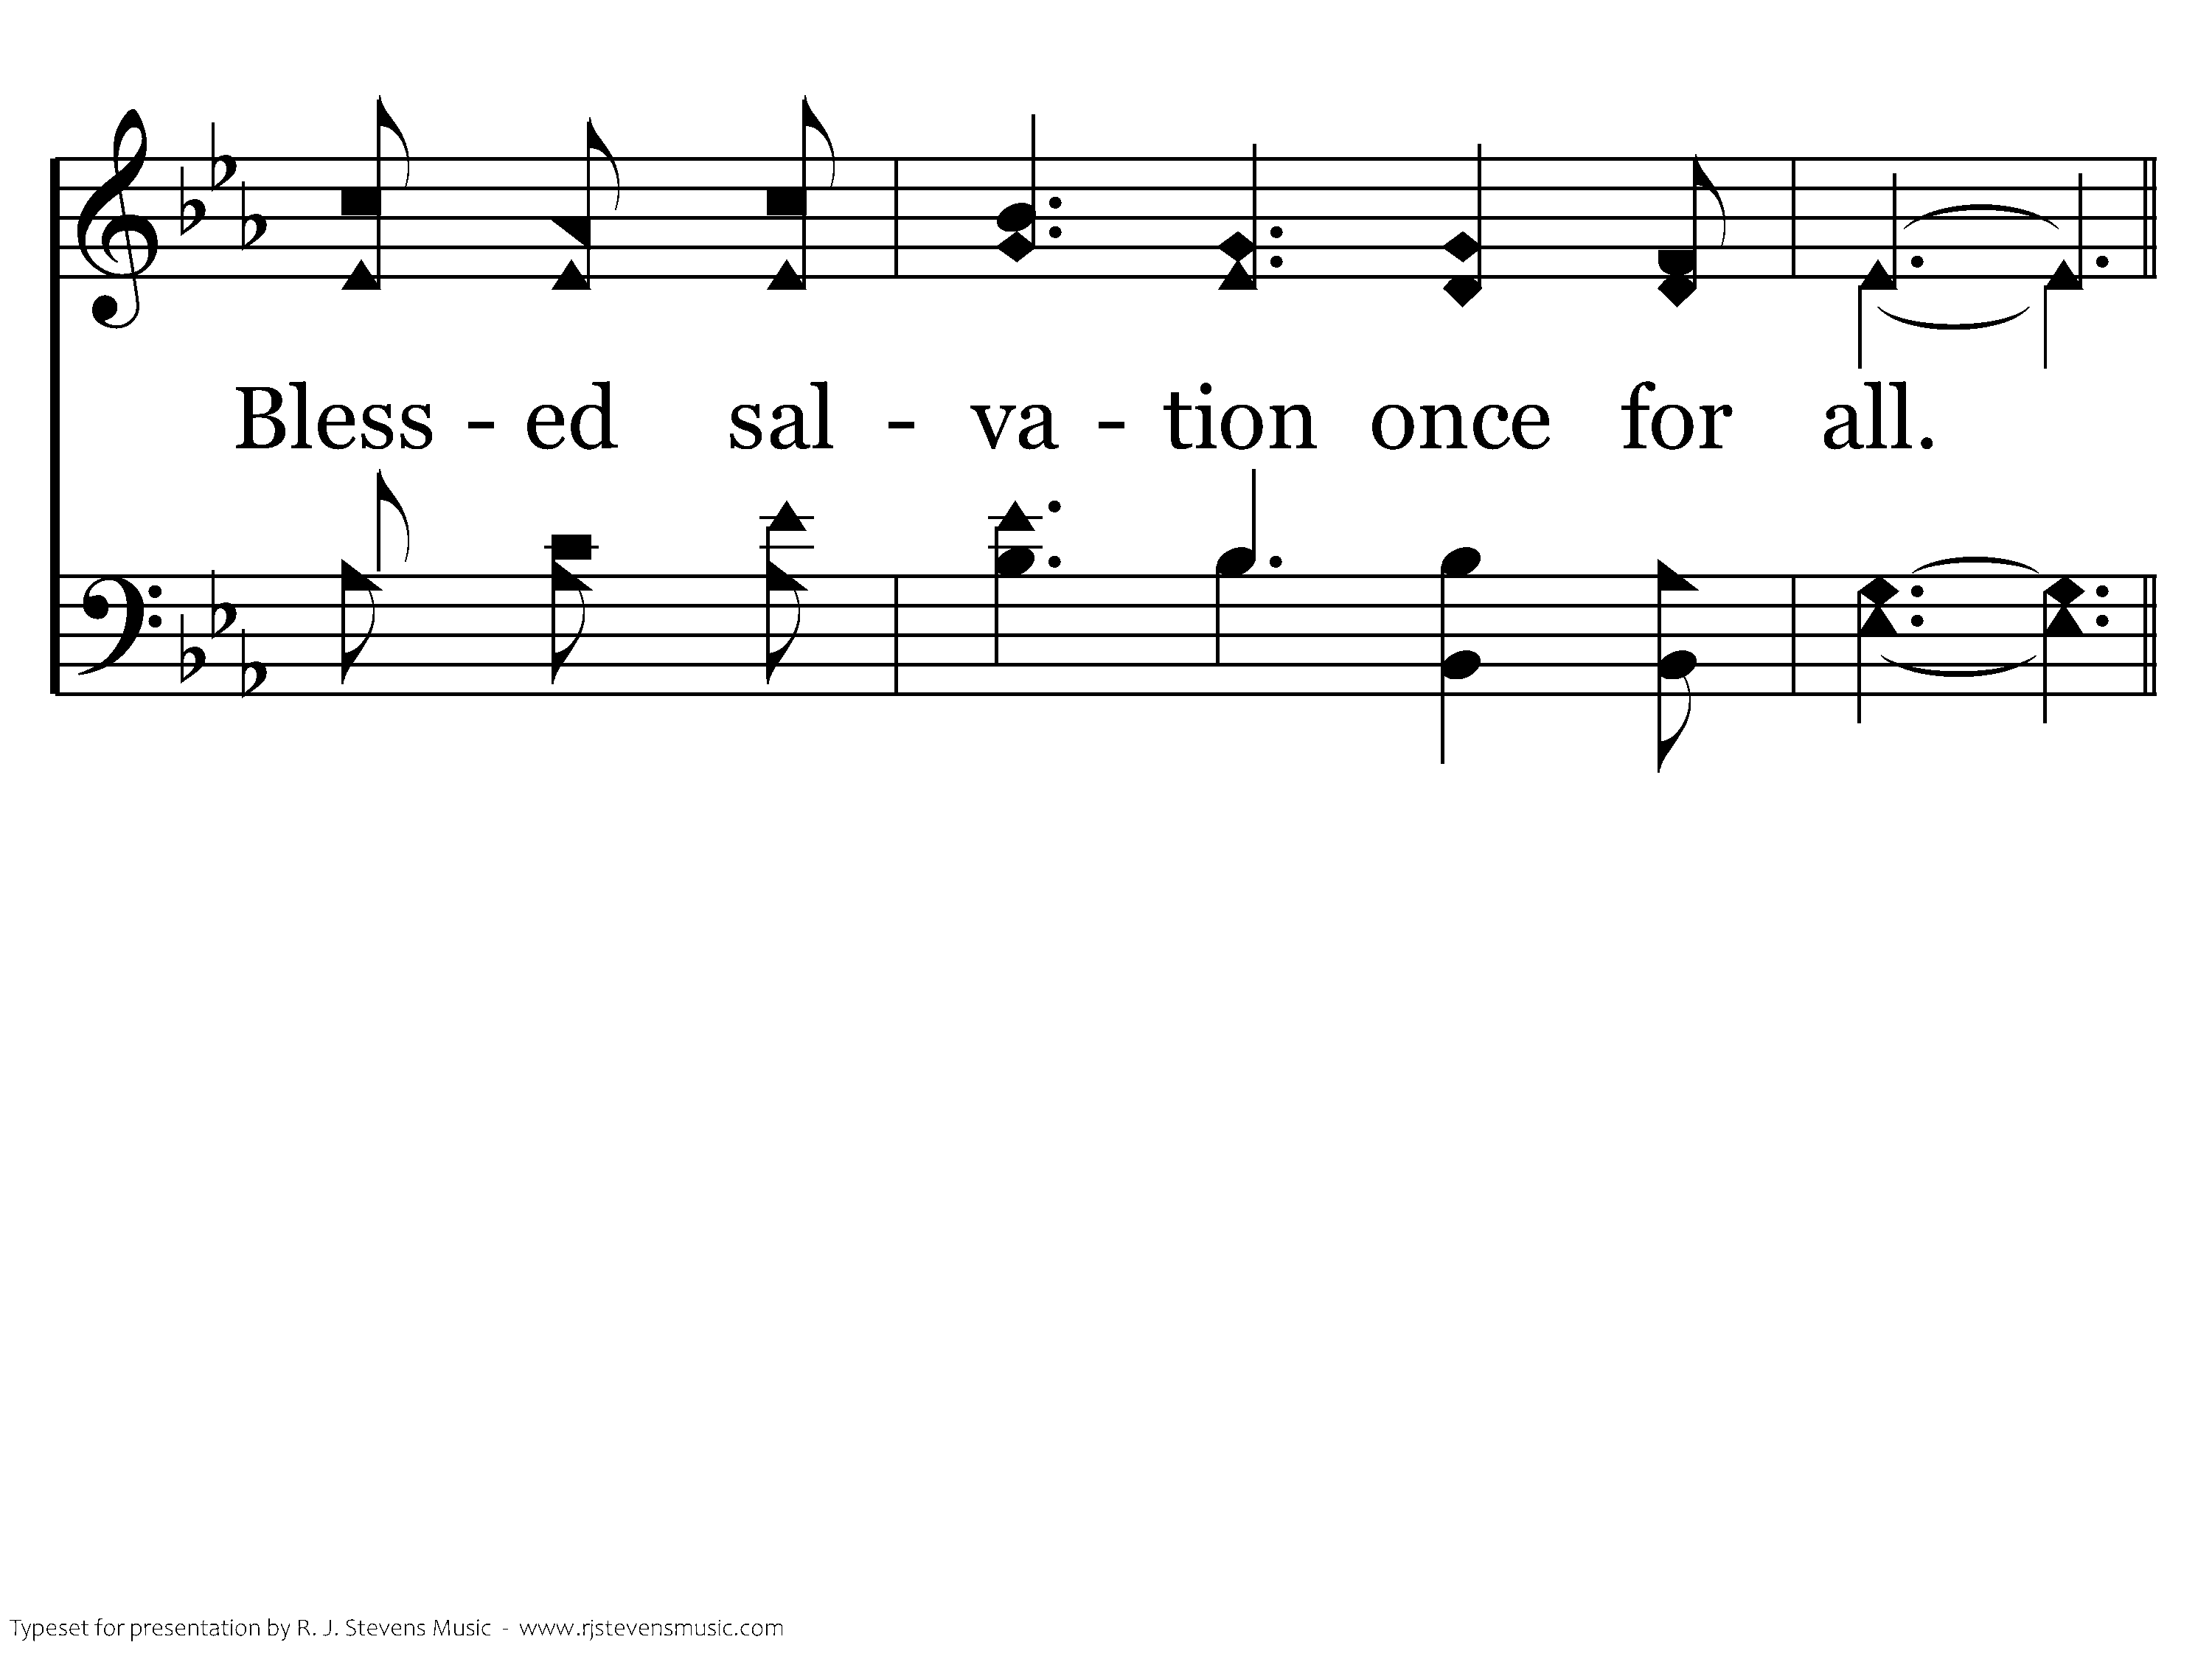 Bless - ed sal - va - tion once for all.
Typeset for presentation by R. J. Stevens Music - www.rjstevensmusic.com